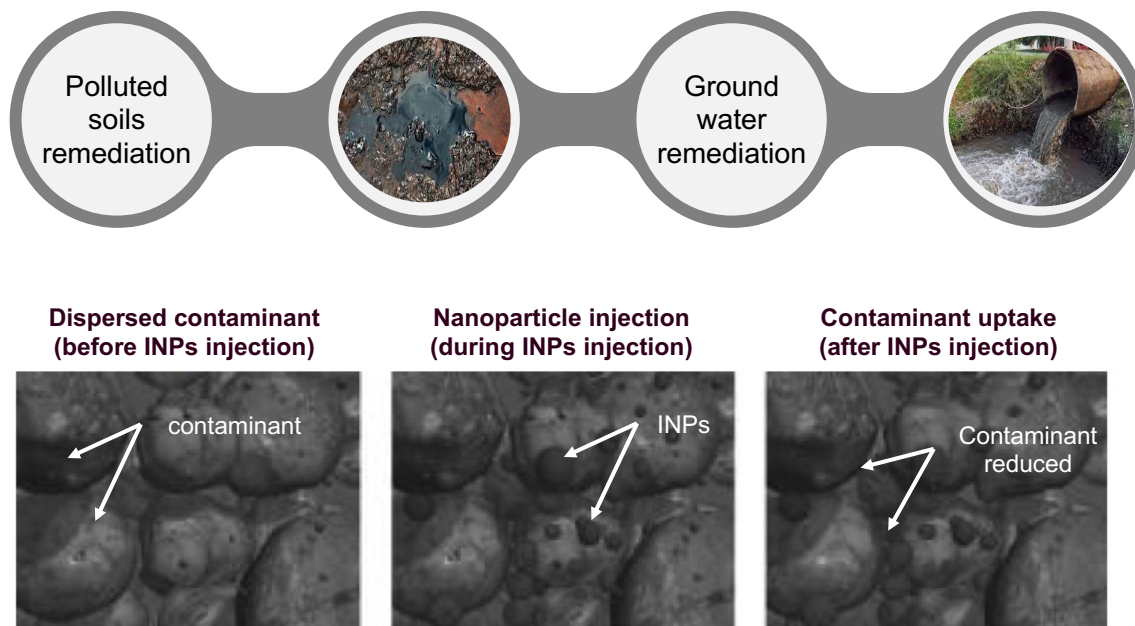 Polluted
soils
remediation
Ground
water
remediation
Dispersed contaminant
(before INPs injection)
Nanoparticle injection
(during INPs injection)
Contaminant uptake
(after INPs injection)
contaminant
INPs
Contaminant
reduced